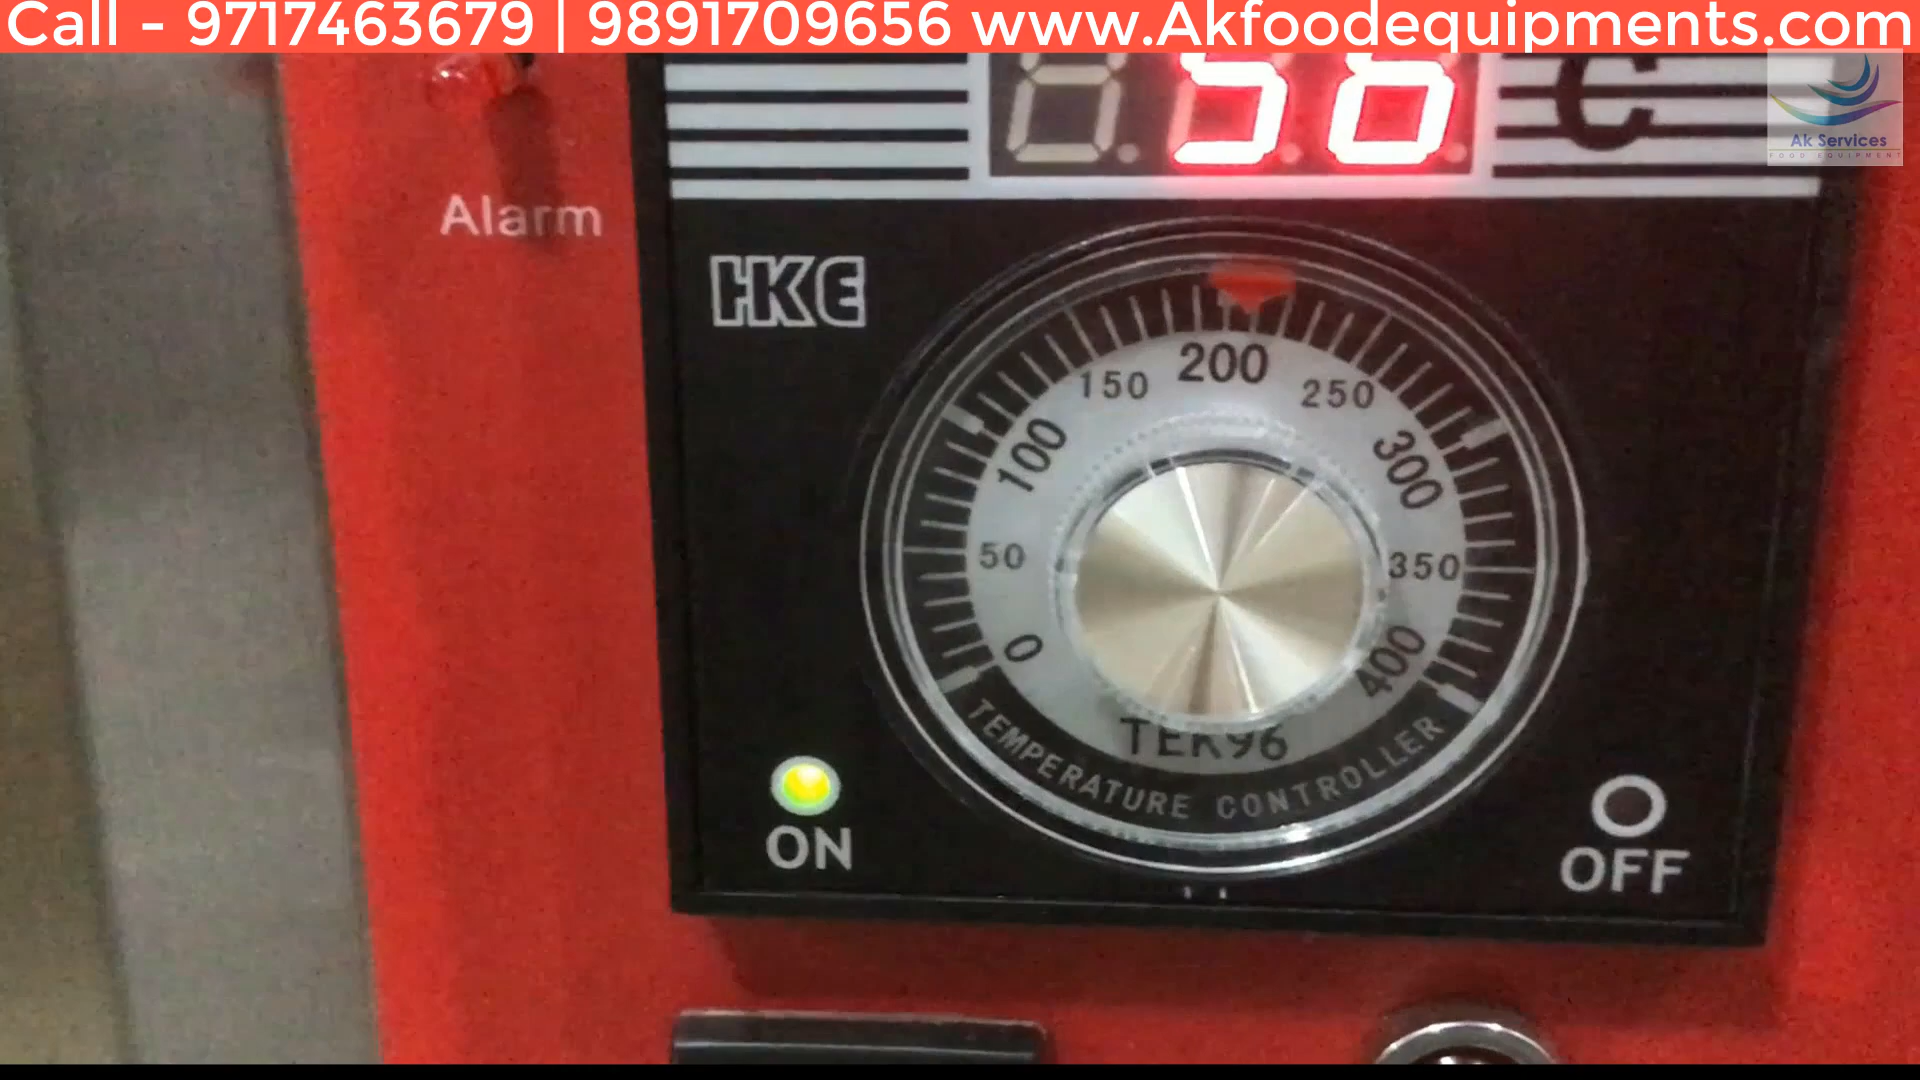 Call - 9717463679 | 9891709656 www.Akfoodequipments.com
56 C
Ak Services
FOOD EQUIPMENT
Alarm
HKE
0 50 100 150 200 250 300 350 400
TEK96
TEMPERATURE CONTROLLER
ON
OFF